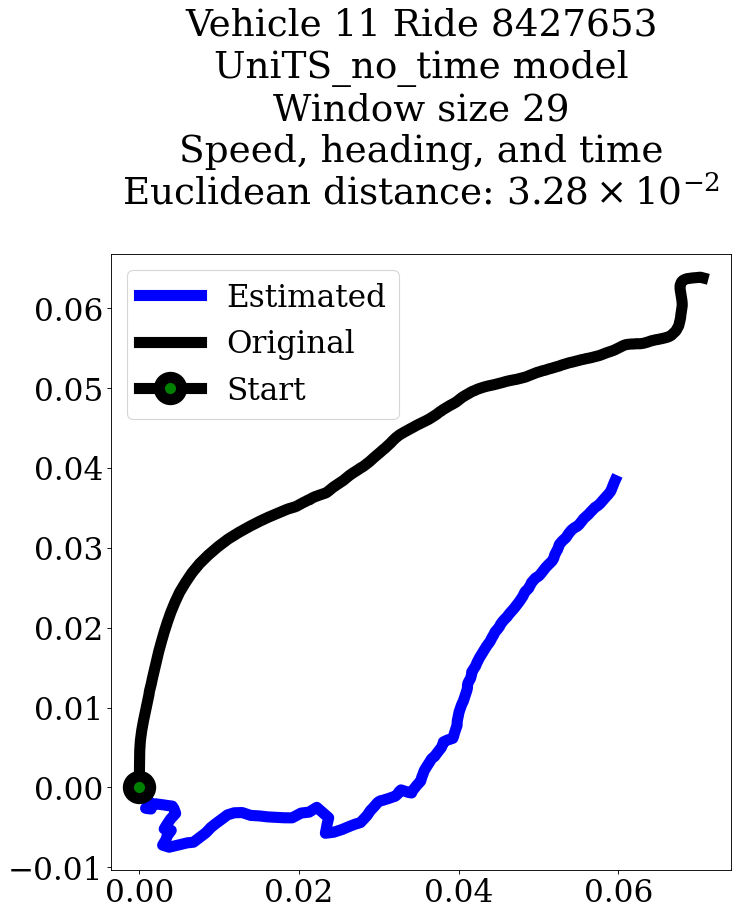 Vehicle 11 Ride 8427653
UniTS_no_time model
Window size 29
Speed, heading, and time
Euclidean distance: 3.28 × 10⁻²
Estimated
Original
Start
0.06
0.05
0.04
0.03
0.02
0.01
0.00
−0.01
0.00 0.02 0.04 0.06